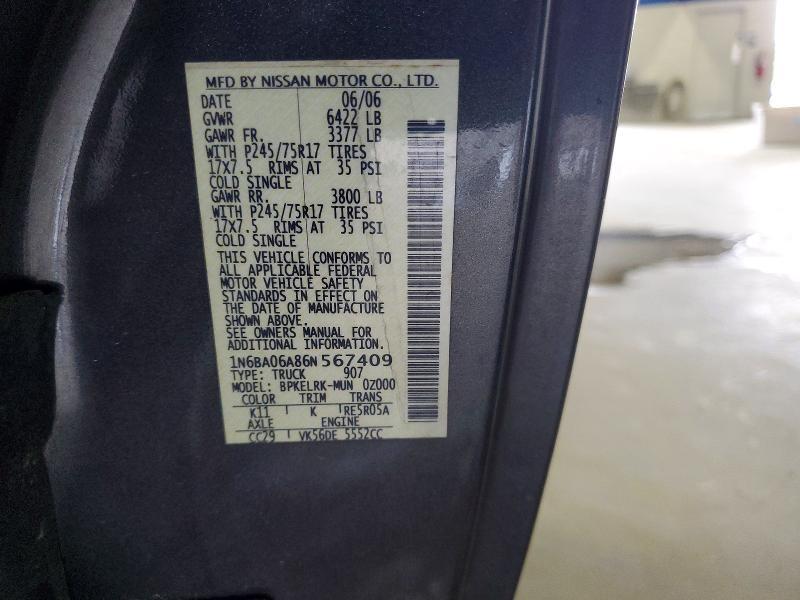 MFD BY NISSAN MOTOR CO., LTD.
DATE 06/06
GVWR 6422 LB
GAWR FR. 3377 LB
WITH P245/75R17 TIRES
17X7.5 RIMS AT 35 PSI
COLD SINGLE
GAWR RR. 3800 LB
WITH P245/75R17 TIRES
17X7.5 RIMS AT 35 PSI
COLD SINGLE
THIS VEHICLE CONFORMS TO
ALL APPLICABLE FEDERAL
MOTOR VEHICLE SAFETY
STANDARDS IN EFFECT ON
THE DATE OF MANUFACTURE
SHOWN ABOVE.
SEE OWNERS MANUAL FOR
ADDITIONAL INFORMATION.
1N6BA06A86N567409
TYPE: TRUCK 907
MODEL: BPKELRK-MUN 0Z000
COLOR TRIM TRANS
K11 K RE5R05A
AXLE ENGINE
CC29 VK56DE 5552CC